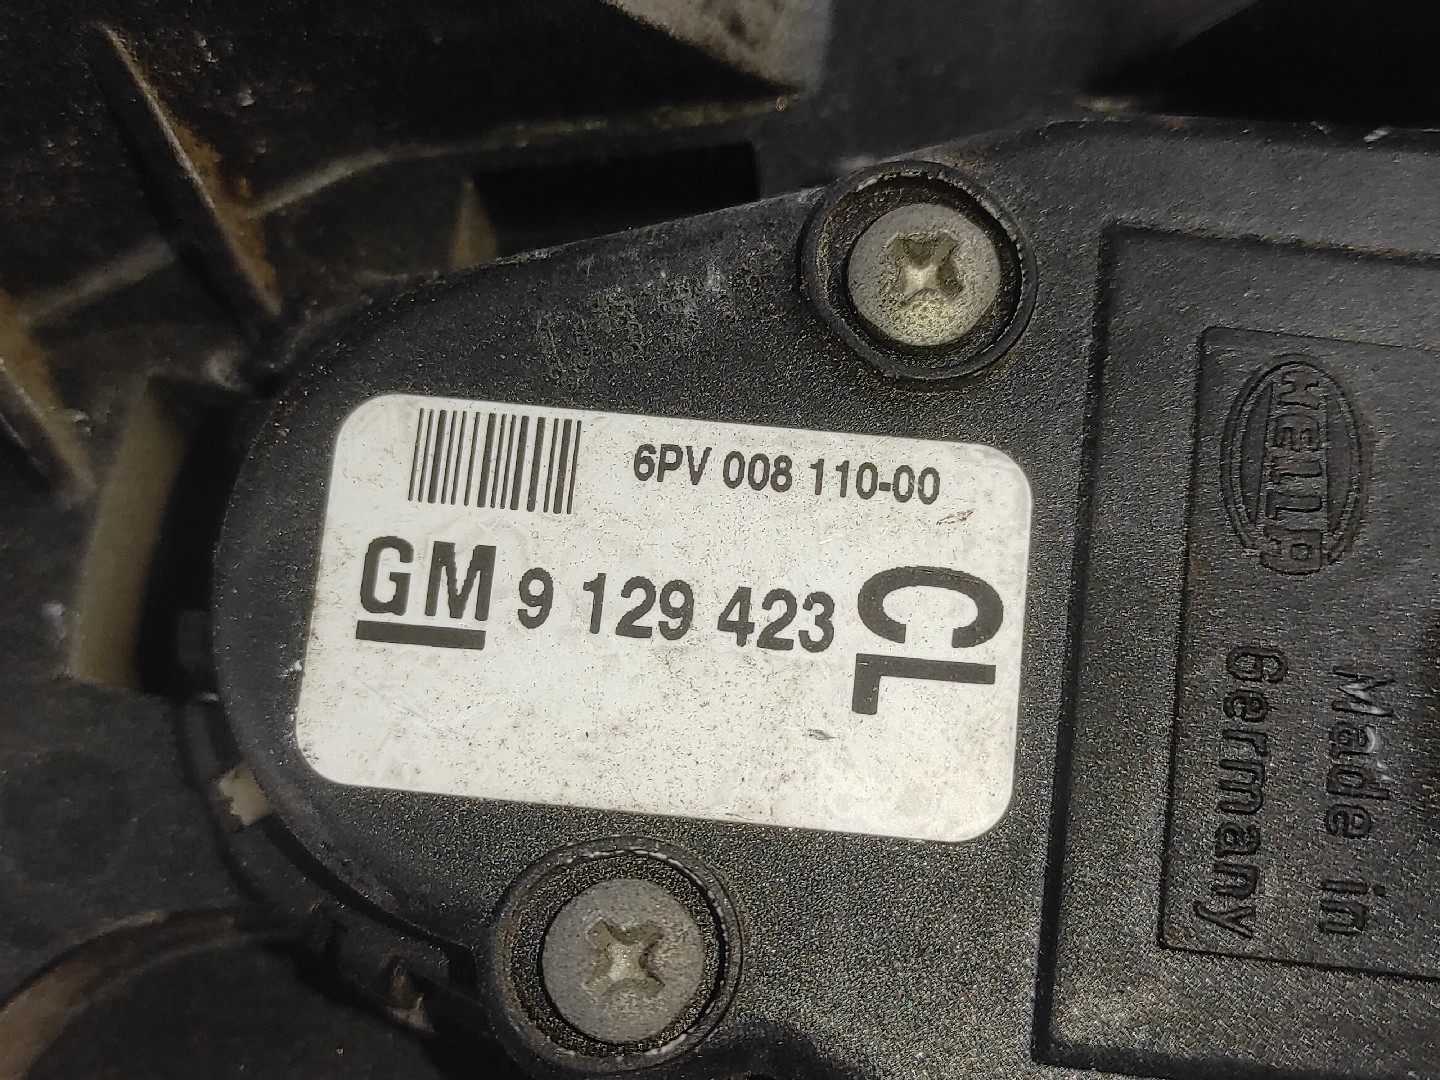 6PV 008 110-00
GM 9 129 423 CL
Hella
Made in
Germany